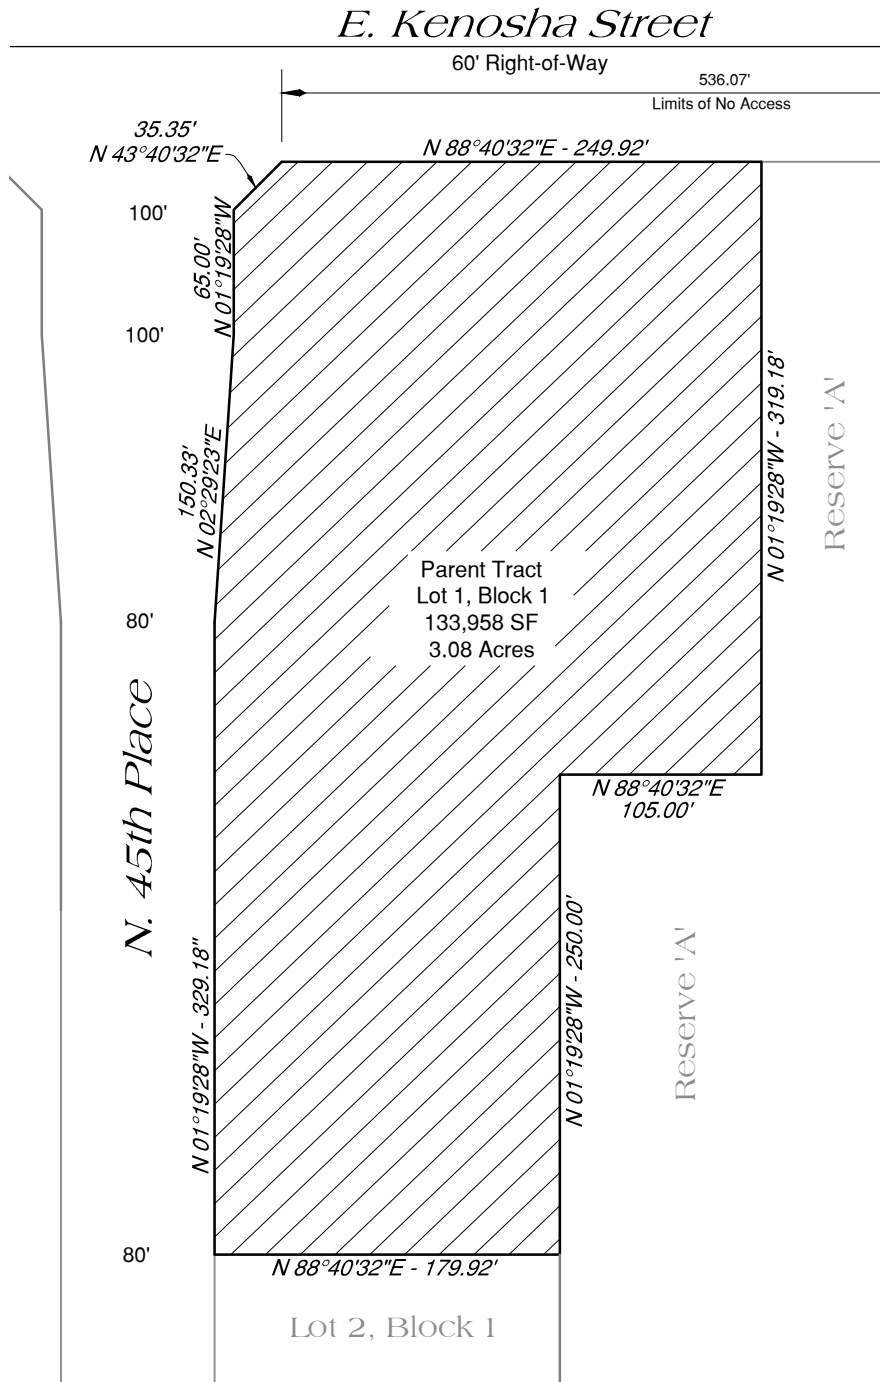 E. Kenosha Street
60' Right-of-Way
536.07'
Limits of No Access
35.35'
N 43°40'32"E
N 88°40'32"E - 249.92'
100'
65.00'
N 01°19'28"W
100'
150.33'
N 02°29'23"E
N 01°19'28"W - 319.18'
Reserve 'A'
Parent Tract
Lot 1, Block 1
133,958 SF
3.08 Acres
80'
N. 45th Place
N 88°40'32"E
105.00'
N 01°19'28"W - 329.18"
N 01°19'28"W - 250.00'
Reserve 'A'
80'
N 88°40'32"E - 179.92'
Lot 2, Block 1